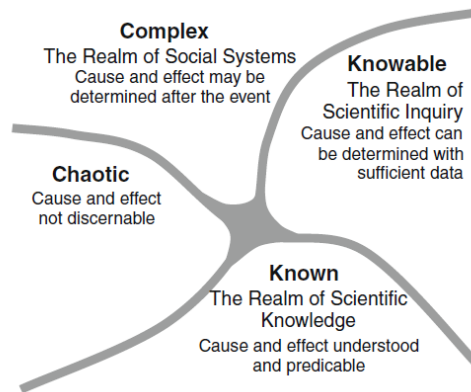 Complex
The Realm of Social Systems
Cause and effect may be
determined after the event
Knowable
The Realm of
Scientific Inquiry
Cause and effect can
be determined with
sufficient data
Chaotic
Cause and effect
not discernable
Known
The Realm of Scientific
Knowledge
Cause and effect understood
and predicable